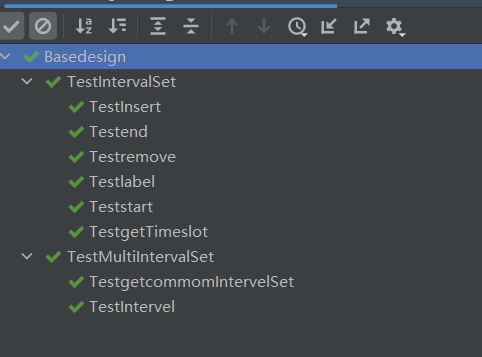 Basedesign
TestIntervalSet
TestInsert
Testend
Testremove
Testlabel
Teststart
TestgetTimeslot
TestMultiIntervalSet
TestgetcommomIntervelSet
TestIntervel